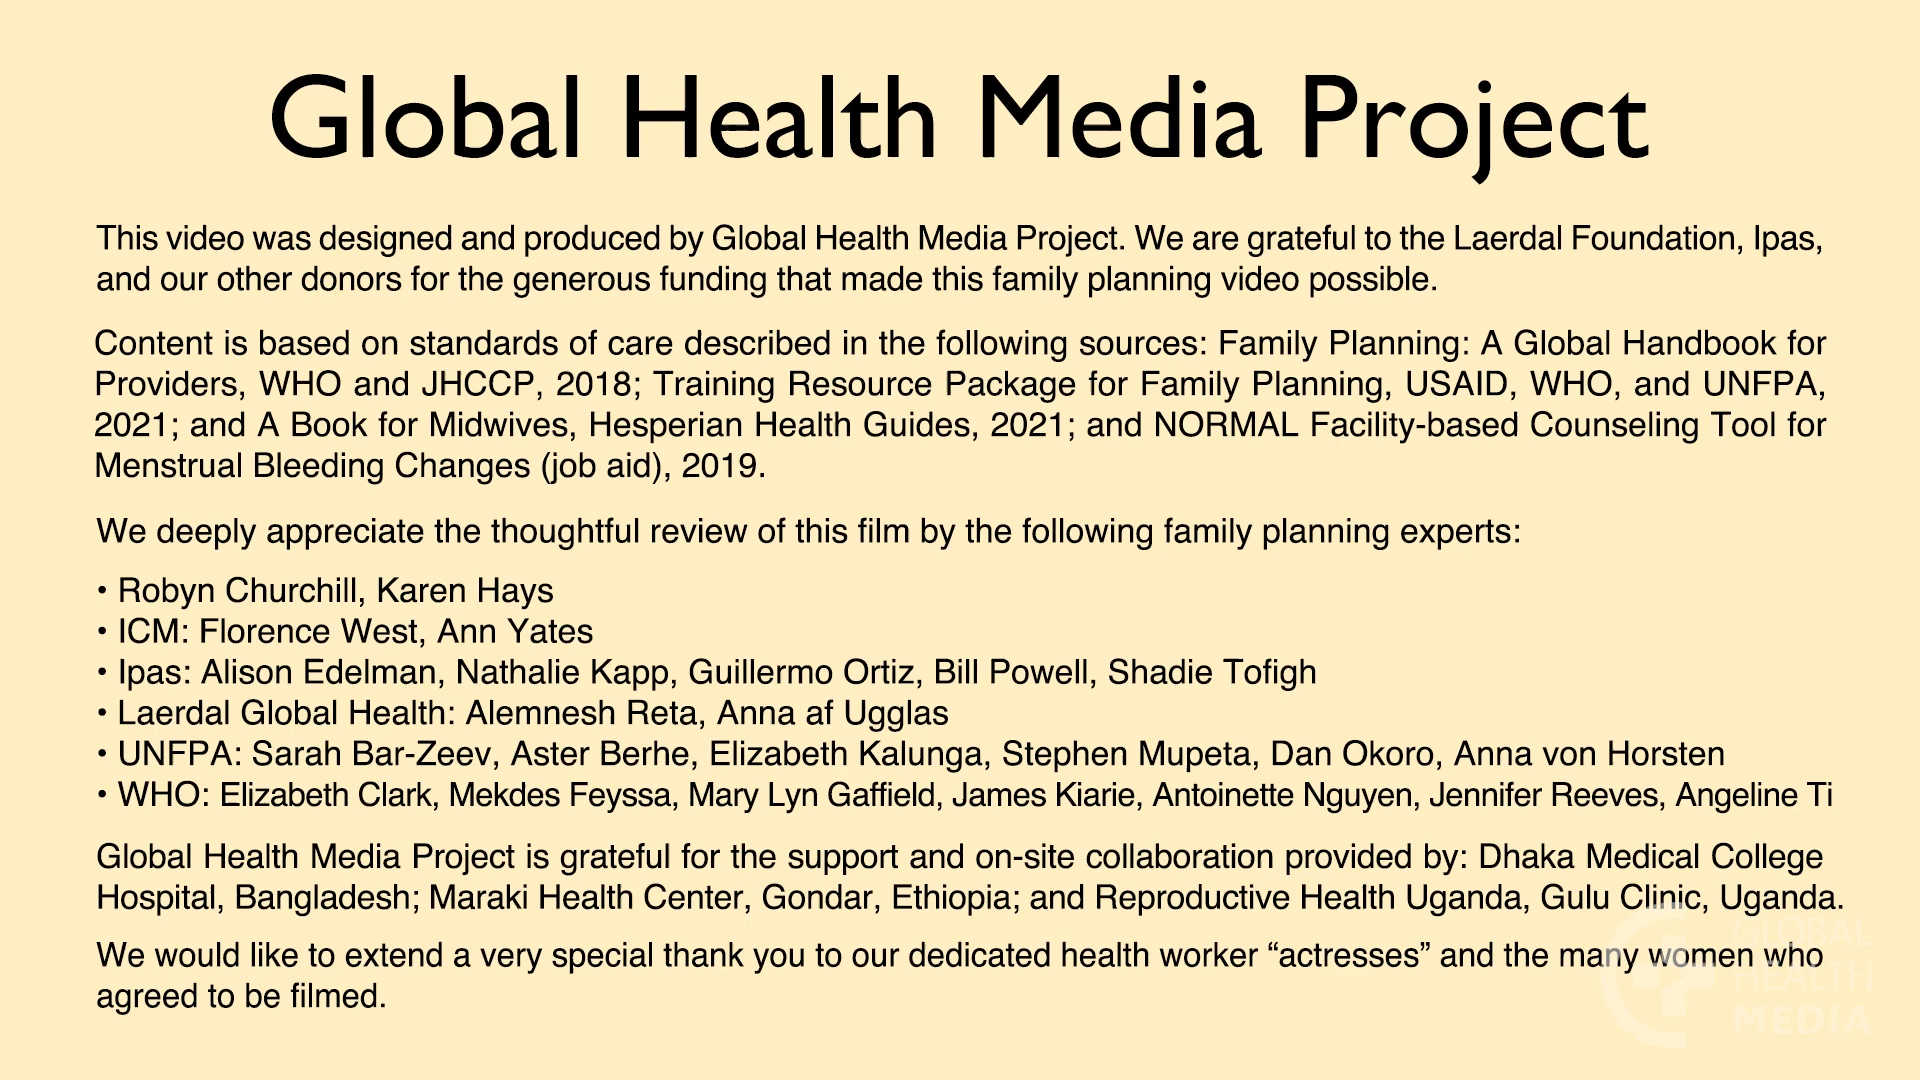 Global Health Media Project
This video was designed and produced by Global Health Media Project. We are grateful to the Laerdal Foundation, Ipas,
and our other donors for the generous funding that made this family planning video possible.
Content is based on standards of care described in the following sources: Family Planning: A Global Handbook for
Providers, WHO and JHCCP, 2018; Training Resource Package for Family Planning, USAID, WHO, and UNFPA,
2021; and A Book for Midwives, Hesperian Health Guides, 2021; and NORMAL Facility-based Counseling Tool for
Menstrual Bleeding Changes (job aid), 2019.
We deeply appreciate the thoughtful review of this film by the following family planning experts:
• Robyn Churchill, Karen Hays
• ICM: Florence West, Ann Yates
• Ipas: Alison Edelman, Nathalie Kapp, Guillermo Ortiz, Bill Powell, Shadie Tofigh
• Laerdal Global Health: Alemnesh Reta, Anna af Ugglas
• UNFPA: Sarah Bar-Zeev, Aster Berhe, Elizabeth Kalunga, Stephen Mupeta, Dan Okoro, Anna von Horsten
• WHO: Elizabeth Clark, Mekdes Feyssa, Mary Lyn Gaffield, James Kiarie, Antoinette Nguyen, Jennifer Reeves, Angeline Ti
Global Health Media Project is grateful for the support and on-site collaboration provided by: Dhaka Medical College
Hospital, Bangladesh; Maraki Health Center, Gondar, Ethiopia; and Reproductive Health Uganda, Gulu Clinic, Uganda.
We would like to extend a very special thank you to our dedicated health worker “actresses” and the many women who
agreed to be filmed.
GLOBAL
HEALTH
MEDIA